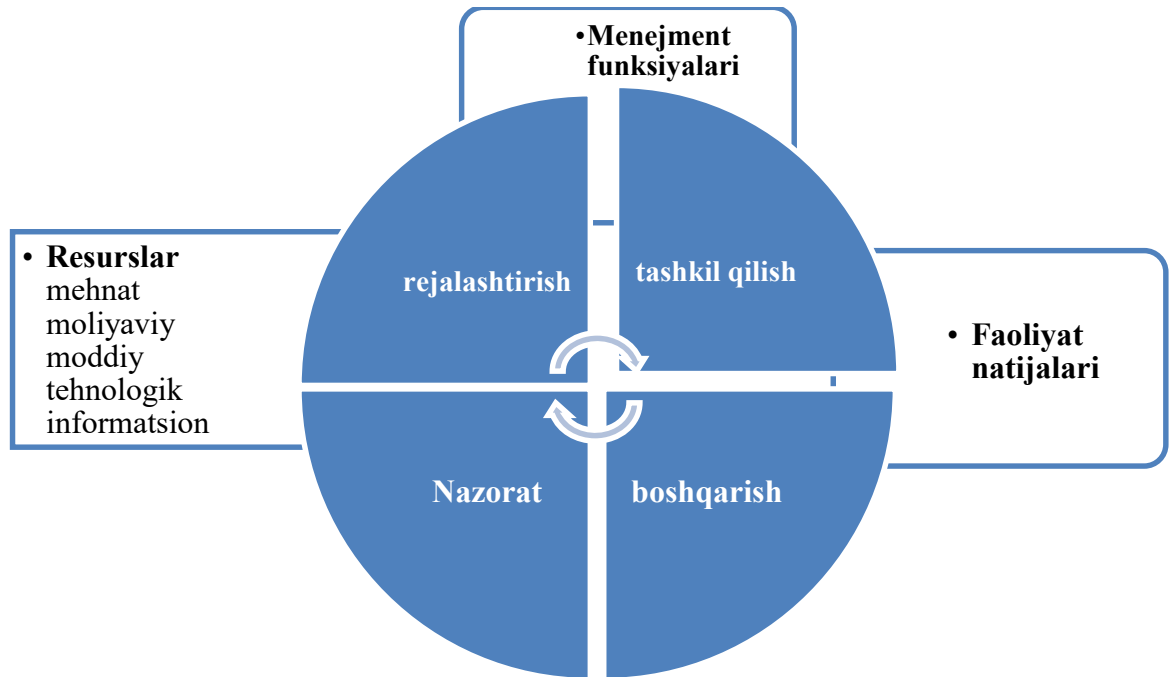 •Menejment
funksiyalari
• Resurslar
mehnat
moliyaviy
moddiy
tehnologik
informatsion
rejalashtirish
tashkil qilish
• Faoliyat
natijalari
Nazorat
boshqarish